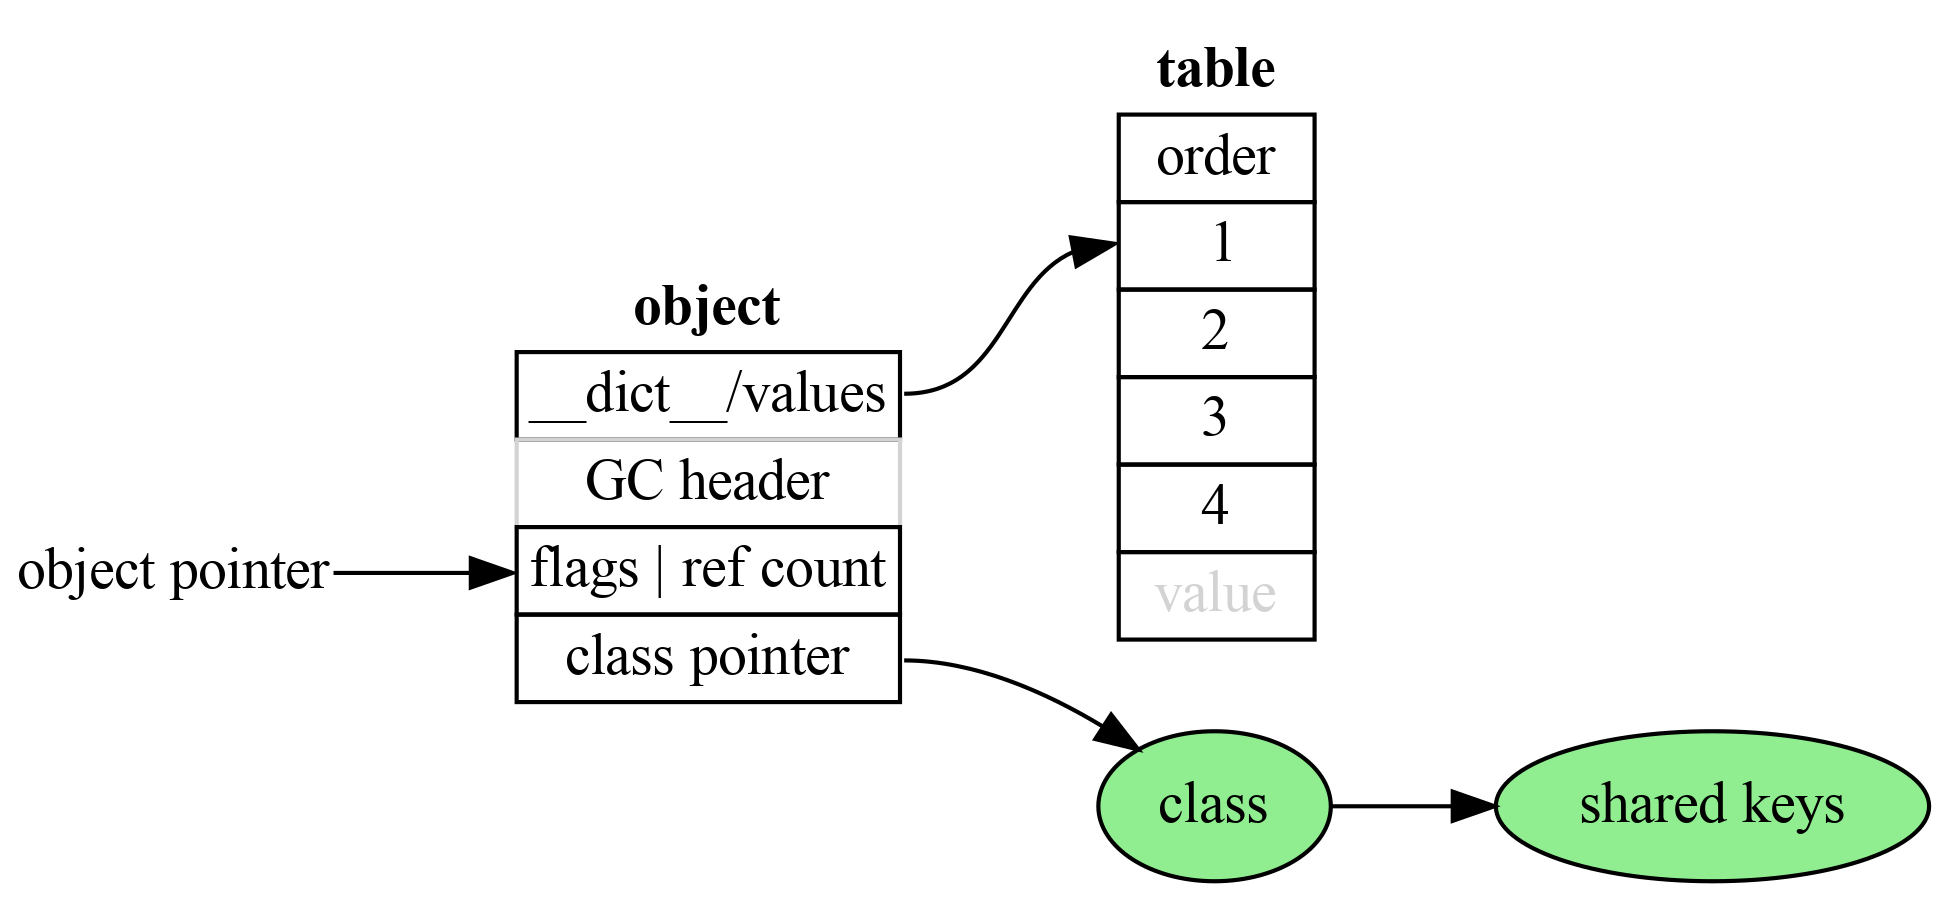 table
order
1
2
3
4
value
object
__dict__/values
GC header
flags | ref count
class pointer
object pointer
class
shared keys